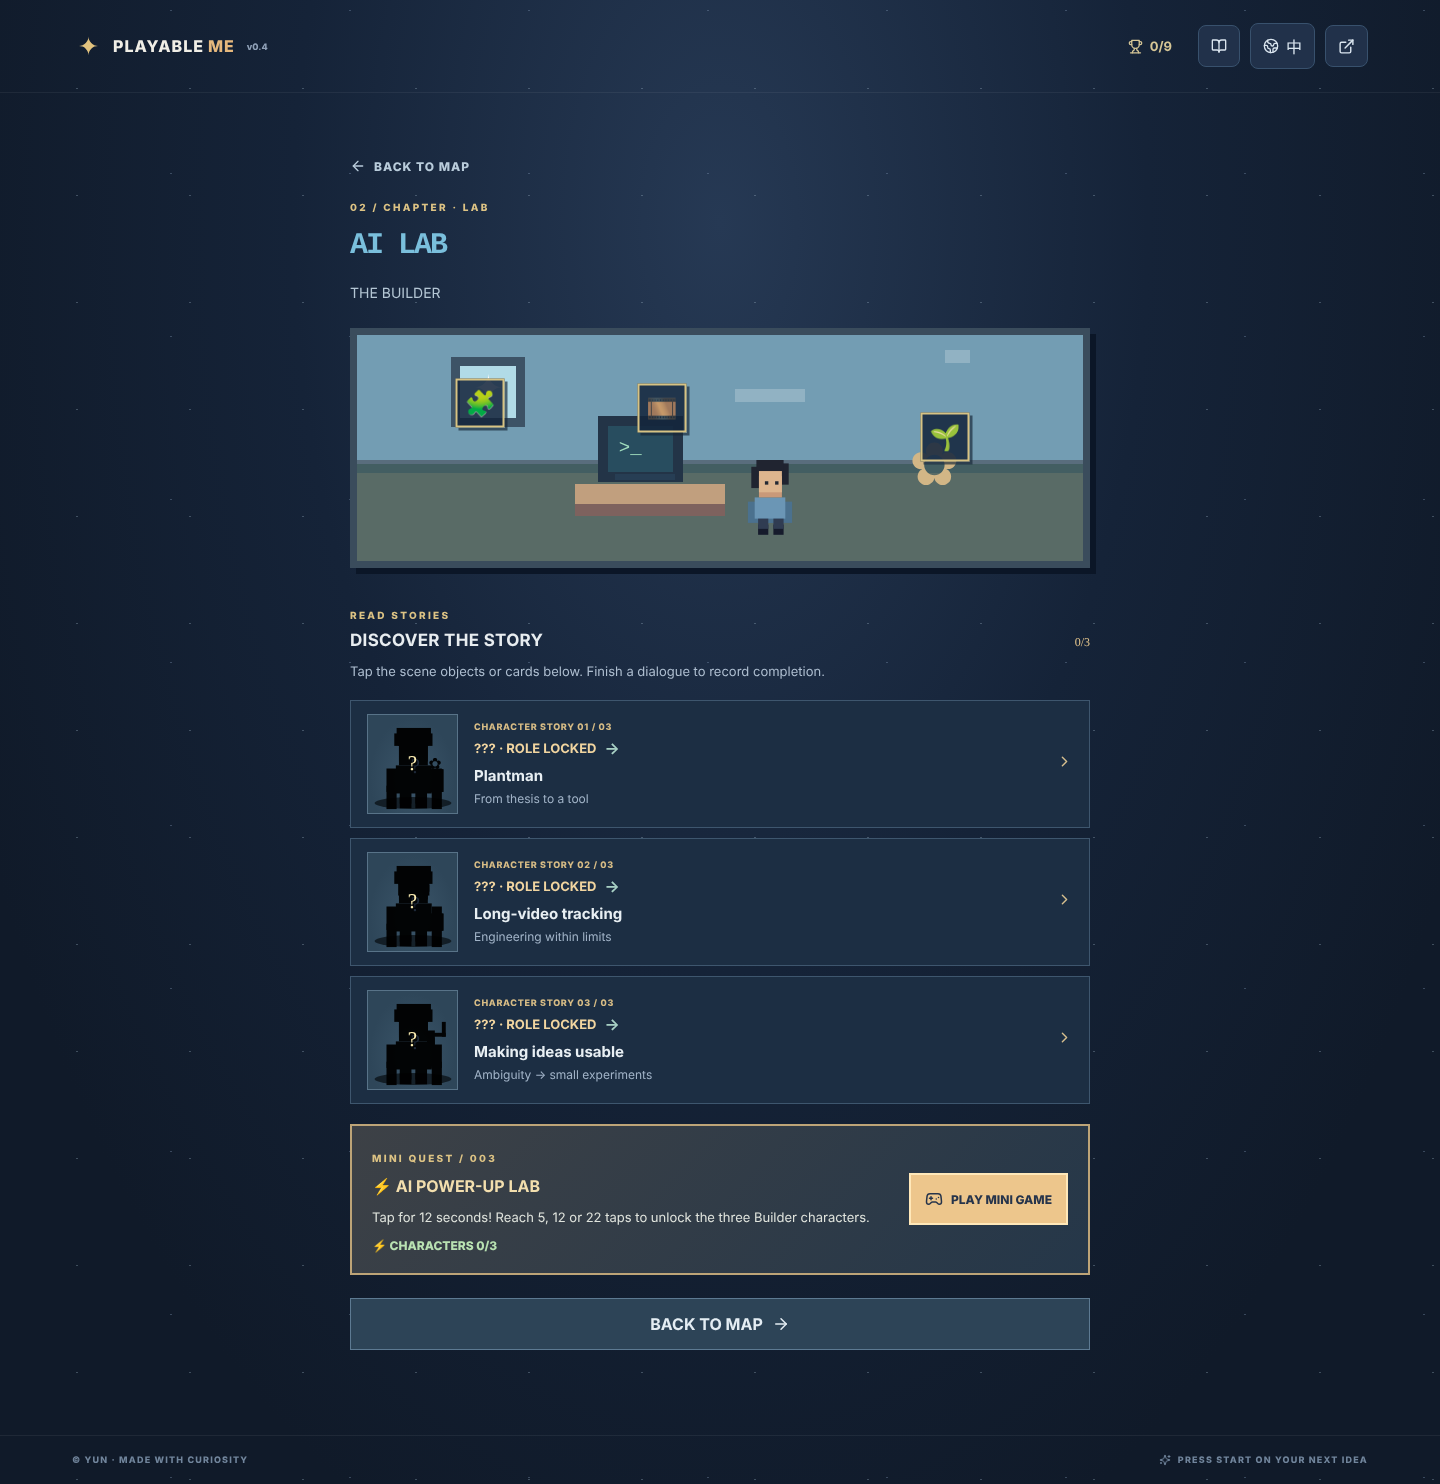 PLAYABLE ME v0.4
0/9
中
BACK TO MAP
02 / CHAPTER · LAB
AI LAB
THE BUILDER
>_
READ STORIES
DISCOVER THE STORY
0/3
Tap the scene objects or cards below. Finish a dialogue to record completion.
?
CHARACTER STORY 01 / 03
??? · ROLE LOCKED →
Plantman
From thesis to a tool
?
CHARACTER STORY 02 / 03
??? · ROLE LOCKED →
Long-video tracking
Engineering within limits
?
CHARACTER STORY 03 / 03
??? · ROLE LOCKED →
Making ideas usable
Ambiguity → small experiments
MINI QUEST / 003
⚡ AI POWER-UP LAB
Tap for 12 seconds! Reach 5, 12 or 22 taps to unlock the three Builder characters.
⚡ CHARACTERS 0/3
PLAY MINI GAME
BACK TO MAP →
© YUN · MADE WITH CURIOSITY
PRESS START ON YOUR NEXT IDEA